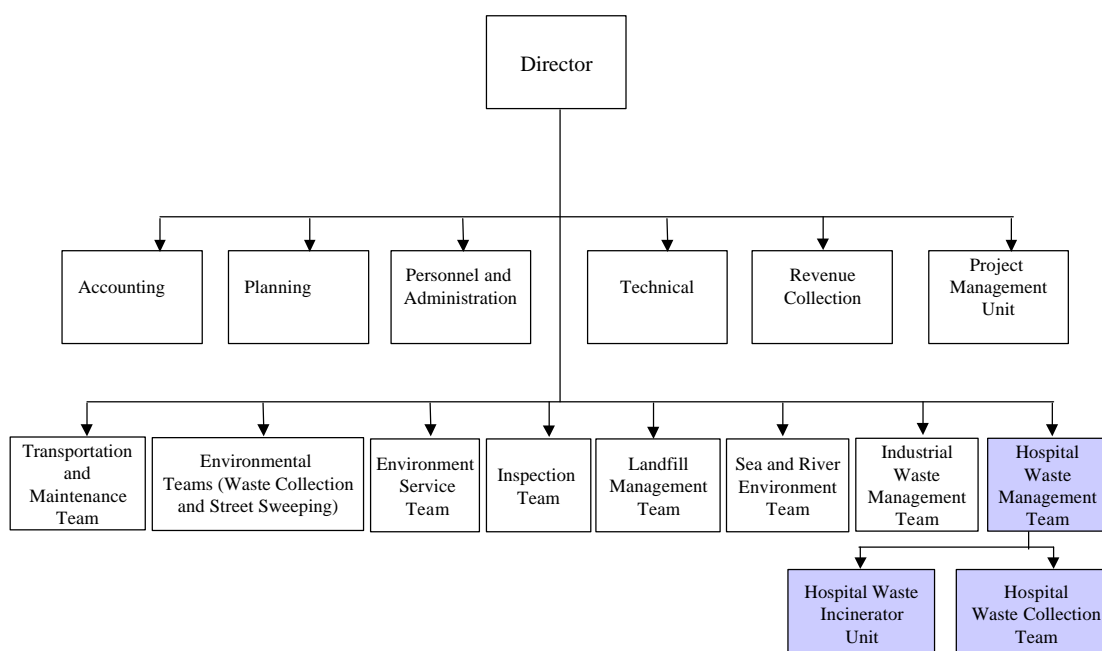 Director
Accounting
Planning
Personnel and
Administration
Technical
Revenue
Collection
Project
Management
Unit
Transportation
and
Maintenance
Team
Environmental
Teams (Waste Collection
and Street Sweeping)
Environment
Service
Team
Inspection
Team
Landfill
Management
Team
Sea and River
Environment
Team
Industrial
Waste
Management
Team
Hospital
Waste
Management
Team
Hospital Waste
Incinerator
Unit
Hospital
Waste Collection
Team